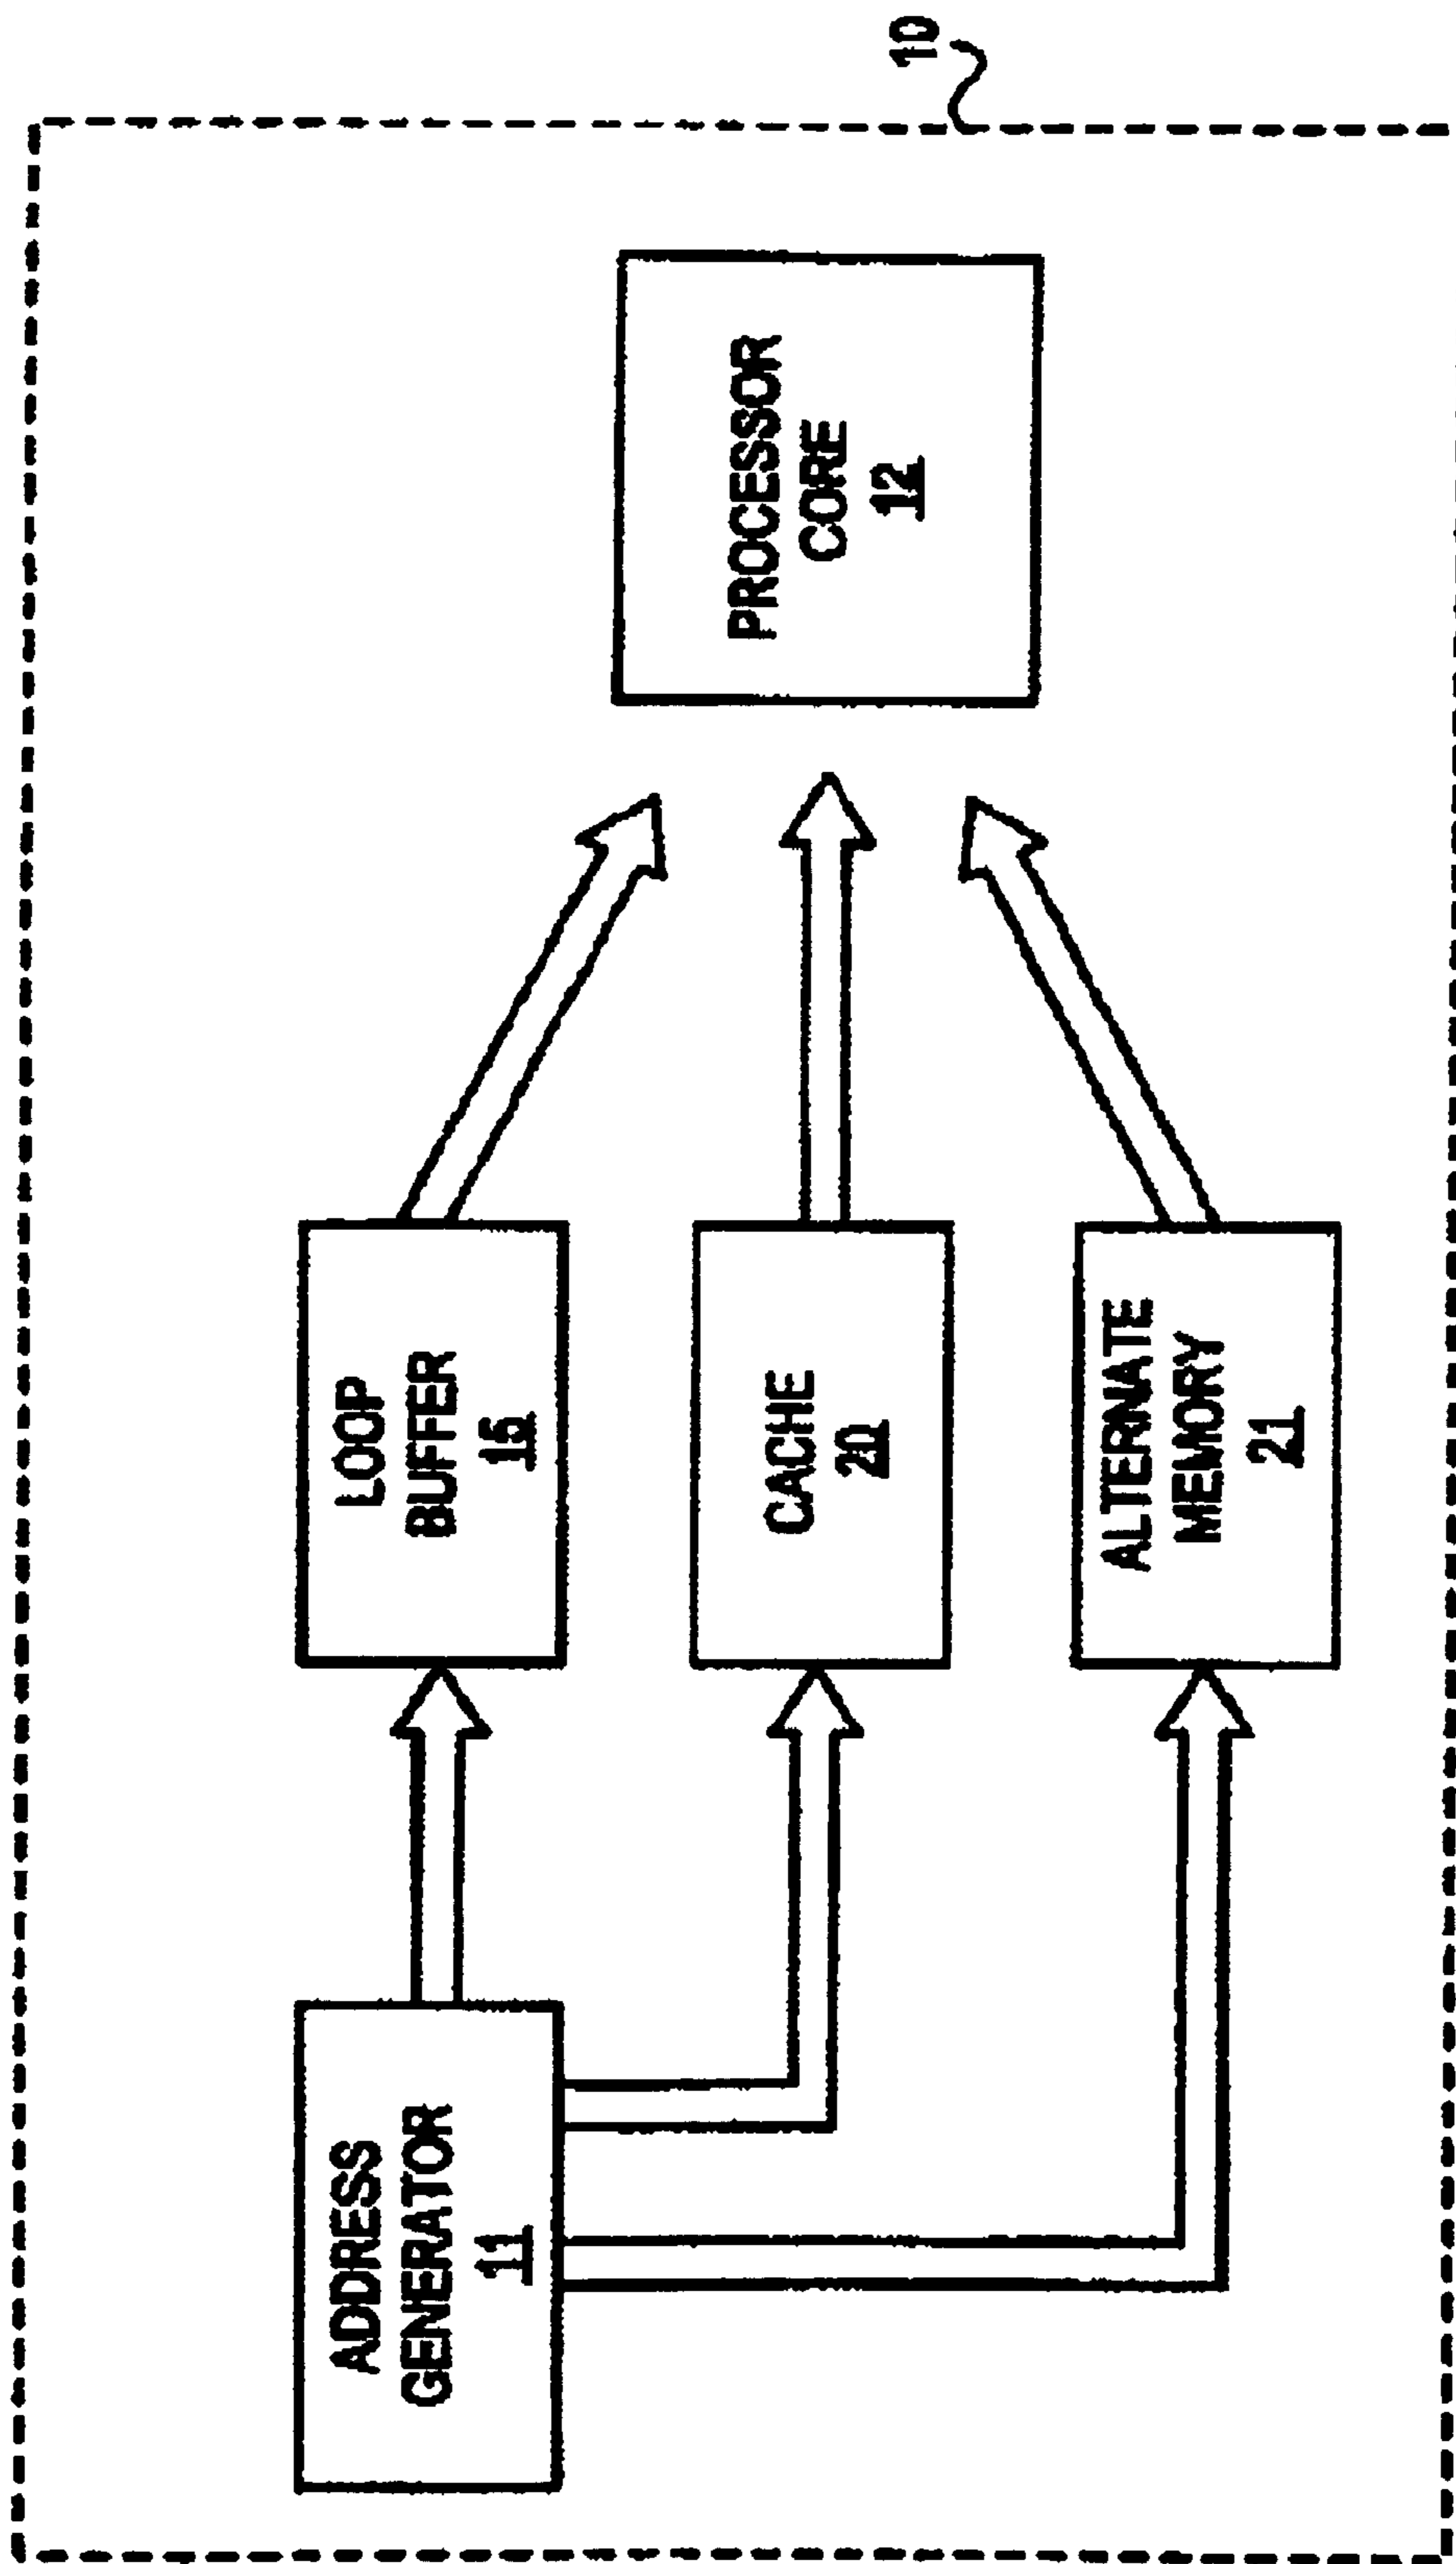 10
ADDRESS
GENERATOR
11
LOOP
BUFFER
15
CACHE
20
ALTERNATE
MEMORY
21
PROCESSOR
CORE
12